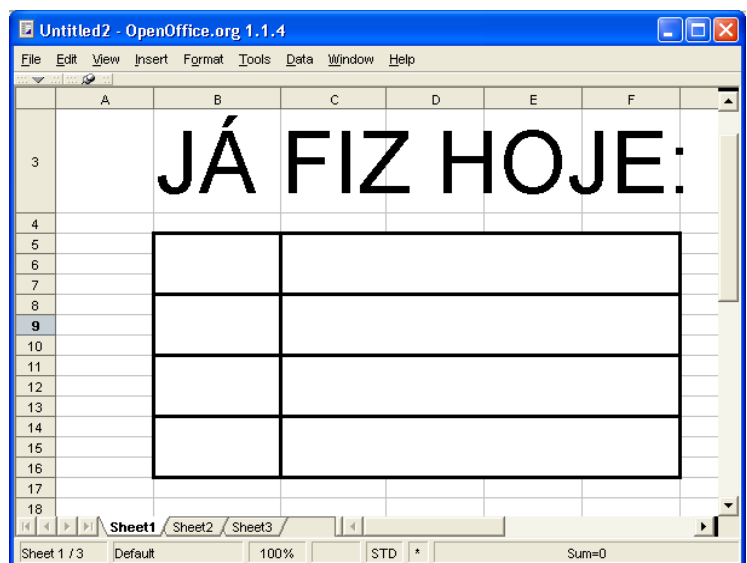 Untitled2 - OpenOffice.org 1.1.4
File Edit View Insert Format Tools Data Window Help
A B C D E F
3 JÁ FIZ HOJE:
4
5
6
7
8
9
10
11
12
13
14
15
16
17
18
Sheet1 Sheet2 Sheet3
Sheet 1 / 3 Default 100% STD * Sum=0